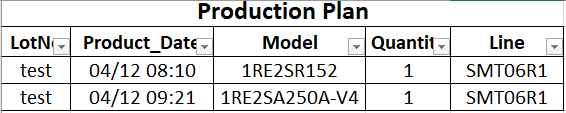 Production Plan
LotNo Product_Date Model Quantit Line
test 04/12 08:10 1RE2SR152 1 SMT06R1
test 04/12 09:21 1RE2SA250A-V4 1 SMT06R1